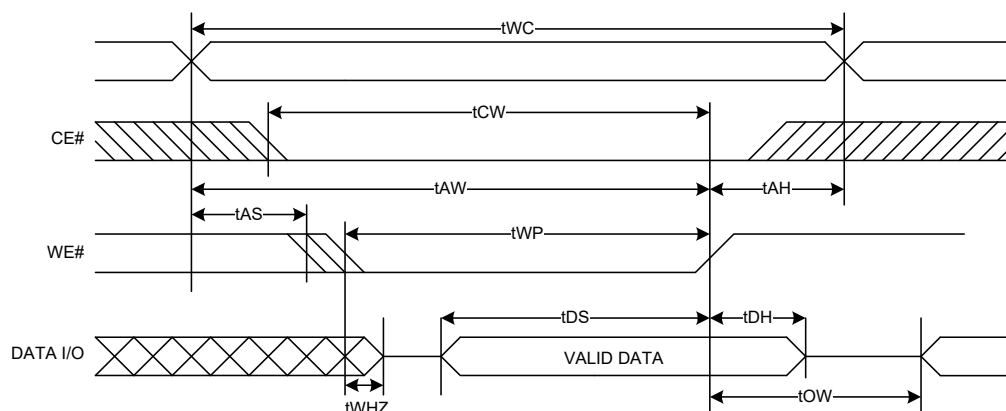 tWC
tCW
CE#
tAW
tAH
tAS
tWP
WE#
tDS
tDH
DATA I/O
VALID DATA
tWHZ
tOW